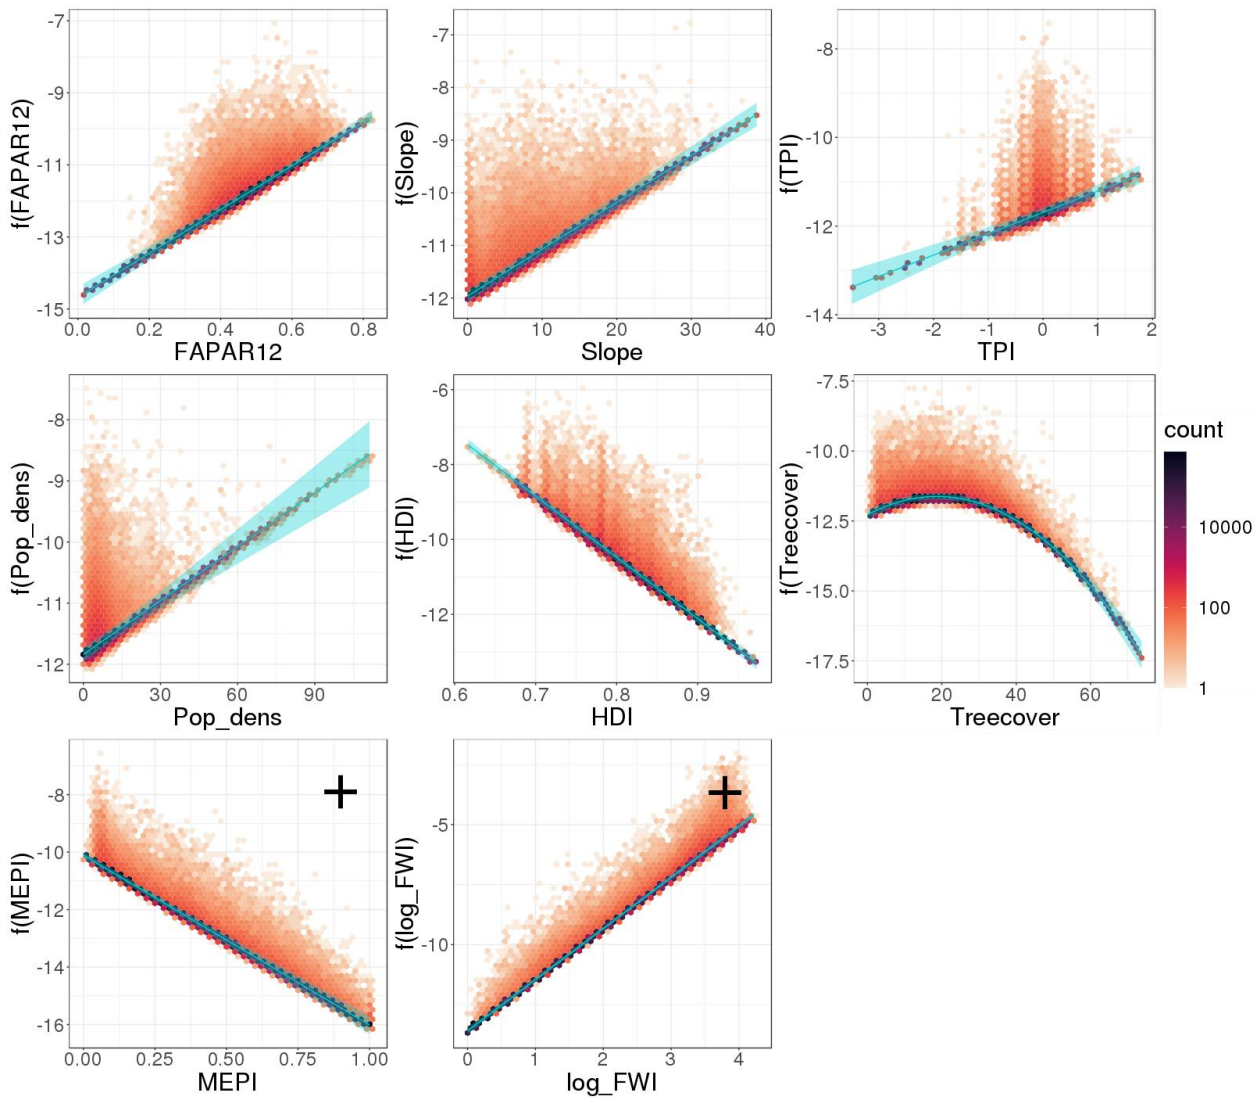 -7
-9
-11
-13
-15
0.0 0.2 0.4 0.6 0.8
f(FAPAR12)
FAPAR12
-7
-8
-9
-10
-11
-12
0 10 20 30 40
f(Slope)
Slope
-8
-10
-12
-14
-3 -2 -1 0 1 2
f(TPI)
TPI
-8
-9
-10
-11
-12
0 30 60 90
f(Pop_dens)
Pop_dens
-6
-8
-10
-12
0.6 0.7 0.8 0.9
f(HDI)
HDI
-7.5
-10.0
-12.5
-15.0
-17.5
0 20 40 60
f(Treecover)
Treecover
count
10000
100
1
-8
-10
-12
-14
-16
0.00 0.25 0.50 0.75 1.00
f(MEPI)
MEPI
-5
-10
0 1 2 3 4
f(log_FWI)
log_FWI